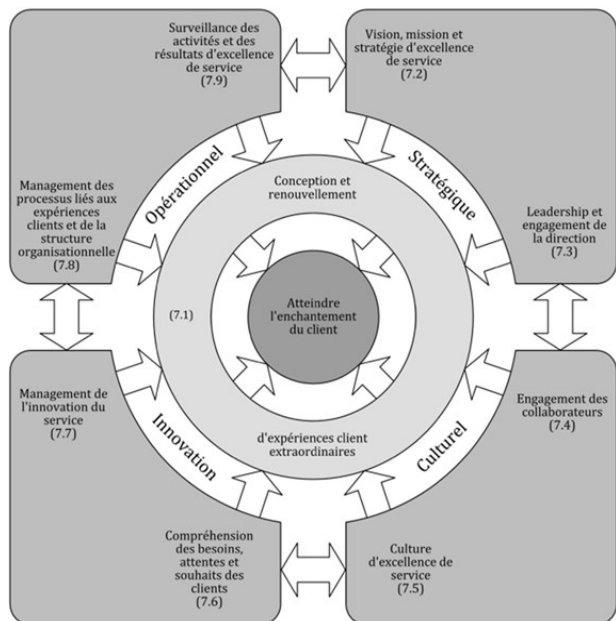 Surveillance des
activités et des
résultats d'excellence
de service
(7.9)
Vision, mission et
stratégie d'excellence
de service
(7.2)
Opérationnel
Stratégique
Conception et
renouvellement
Management des
processus liés aux
expériences
clients et de la
structure
organisationnelle
(7.8)
Leadership et
engagement de
la direction
(7.3)
(7.1)
Atteindre
l'enchantement
du client
Management de
l'innovation du
service
(7.7)
Engagement des
collaborateurs
(7.4)
d'expériences client
extraordinaires
Innovation
Culturel
Compréhension
des besoins,
attentes et
souhaits des
clients
(7.6)
Culture
d'excellence de
service
(7.5)